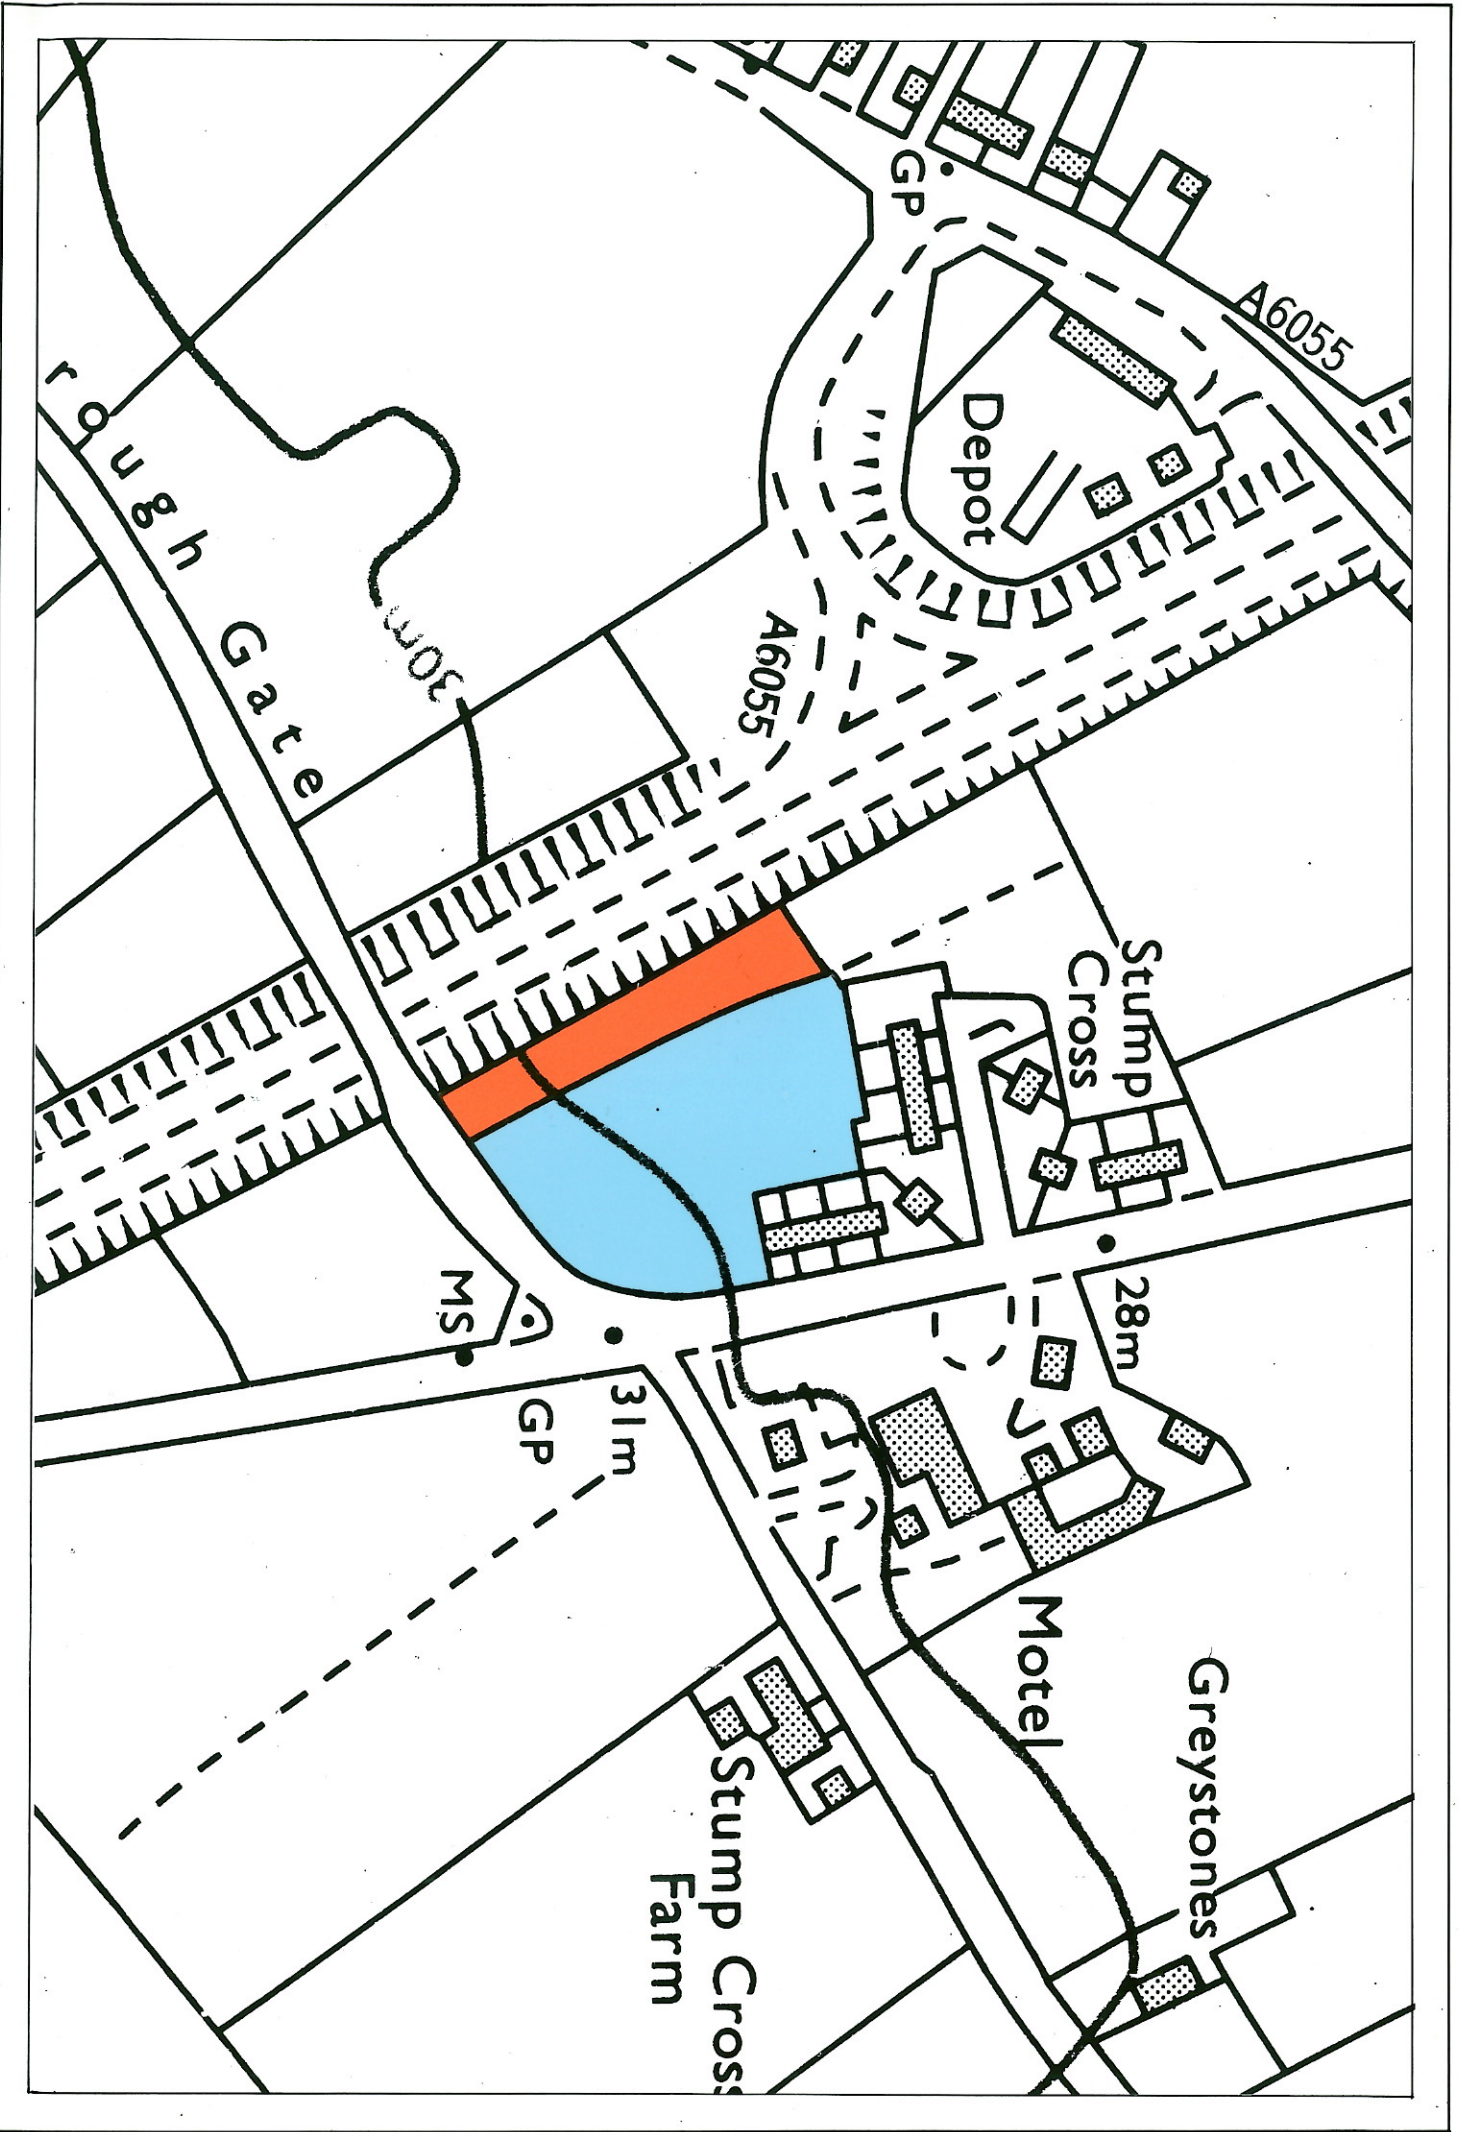 A6055
GP
Depot
A6055
30m
rough Gate
Stump
Cross
28m
MS
GP
31m
Motel
Greystones
Stump Cross
Farm